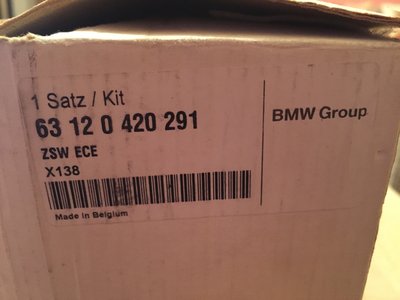 1 Satz / Kit
63 12 0 420 291
BMW Group
ZSW ECE
X138
Made in Belgium